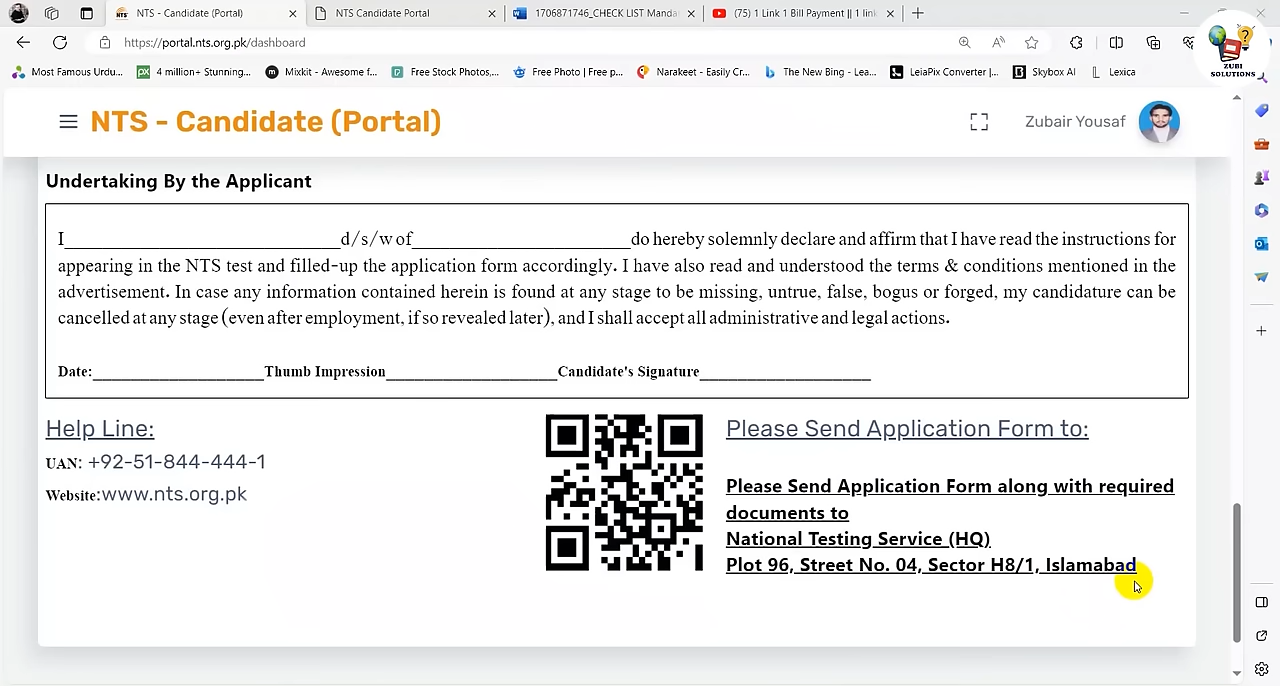 NTS - Candidate (Portal)
NTS Candidate Portal
1706871746_CHECK LIST Manda
(75) 1 Link 1 Bill Payment || 1 link
https://portal.nts.org.pk/dashboard
Most Famous Urdu...
4 million+ Stunning...
Mixkit - Awesome f...
Free Stock Photos,...
Free Photo | Free p...
Narakeet - Easily Cr...
The New Bing - Lea...
LeiaPix Converter |...
Skybox AI
Lexica
ZUBI
SOLUTIONS
NTS - Candidate (Portal)
Zubair Yousaf
Undertaking By the Applicant
I_____________________________d/s/w of_______________________do hereby solemnly declare and affirm that I have read the instructions for
appearing in the NTS test and filled-up the application form accordingly. I have also read and understood the terms & conditions mentioned in the
advertisement. In case any information contained herein is found at any stage to be missing, untrue, false, bogus or forged, my candidature can be
cancelled at any stage (even after employment, if so revealed later), and I shall accept all administrative and legal actions.
Date:__________________Thumb Impression__________________Candidate's Signature__________________
Help Line:
UAN: +92-51-844-444-1
Website:www.nts.org.pk
Please Send Application Form to:
Please Send Application Form along with required
documents to
National Testing Service (HQ)
Plot 96, Street No. 04, Sector H8/1, Islamabad